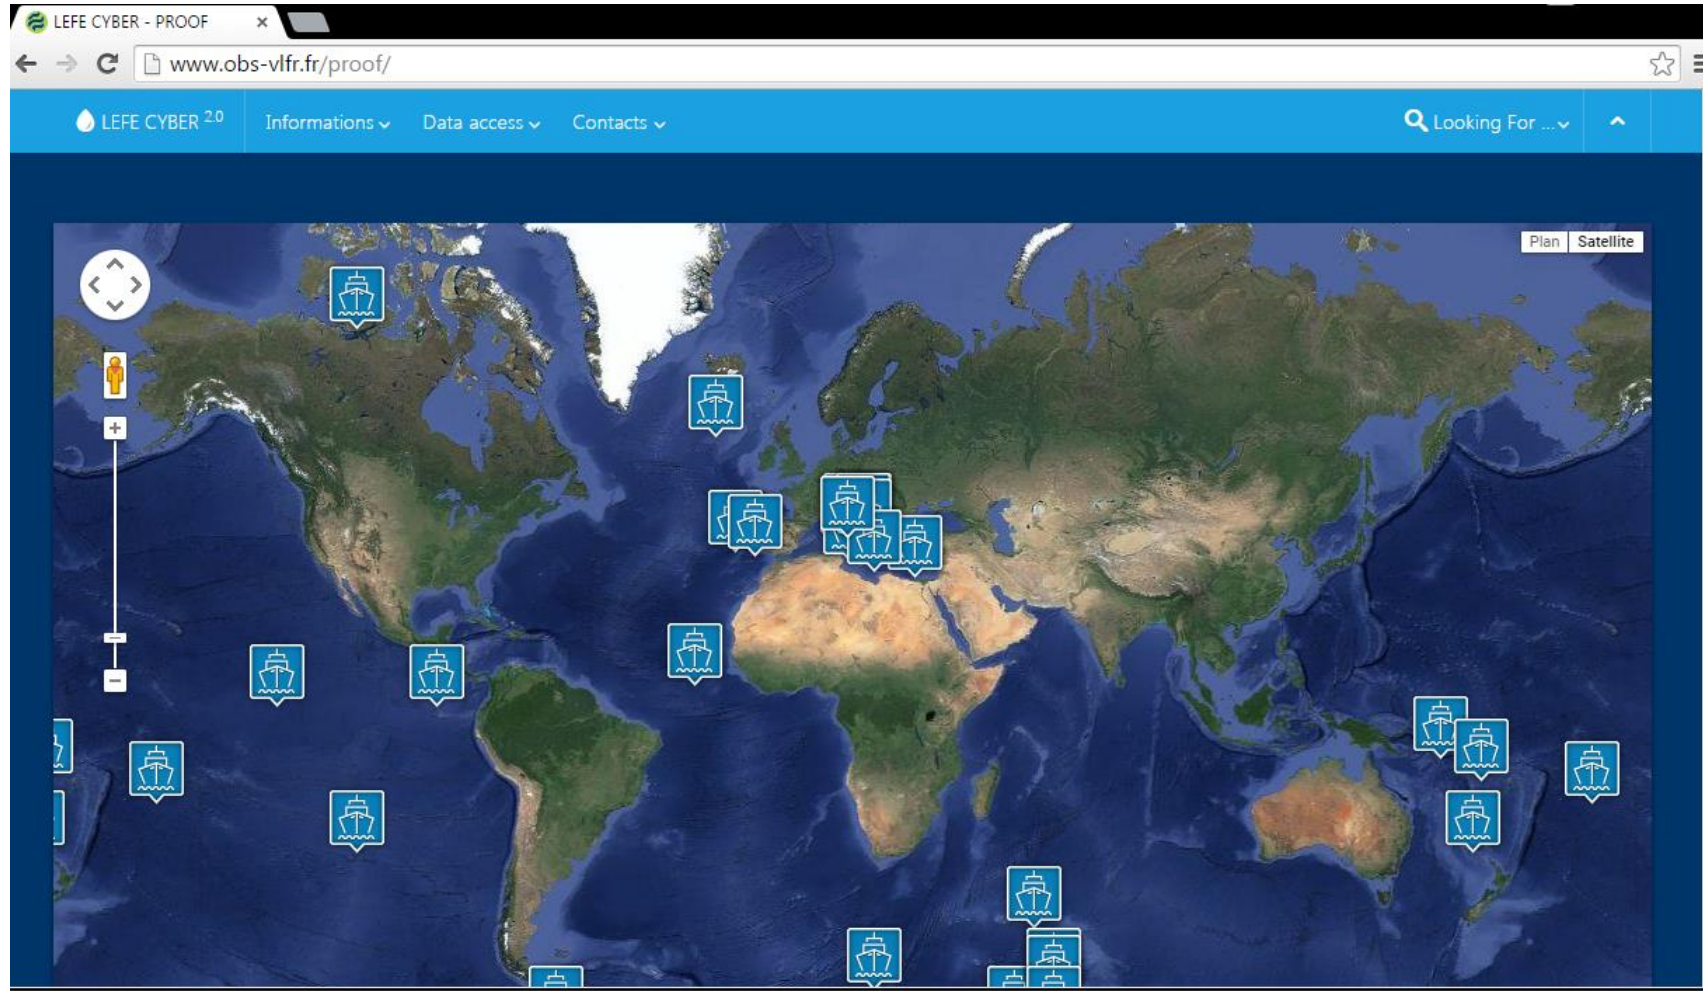 LEFE CYBER - PROOF
www.obs-vlfr.fr/proof/
LEFE CYBER 2.0 Informations Data access Contacts Looking For ...
Plan Satellite